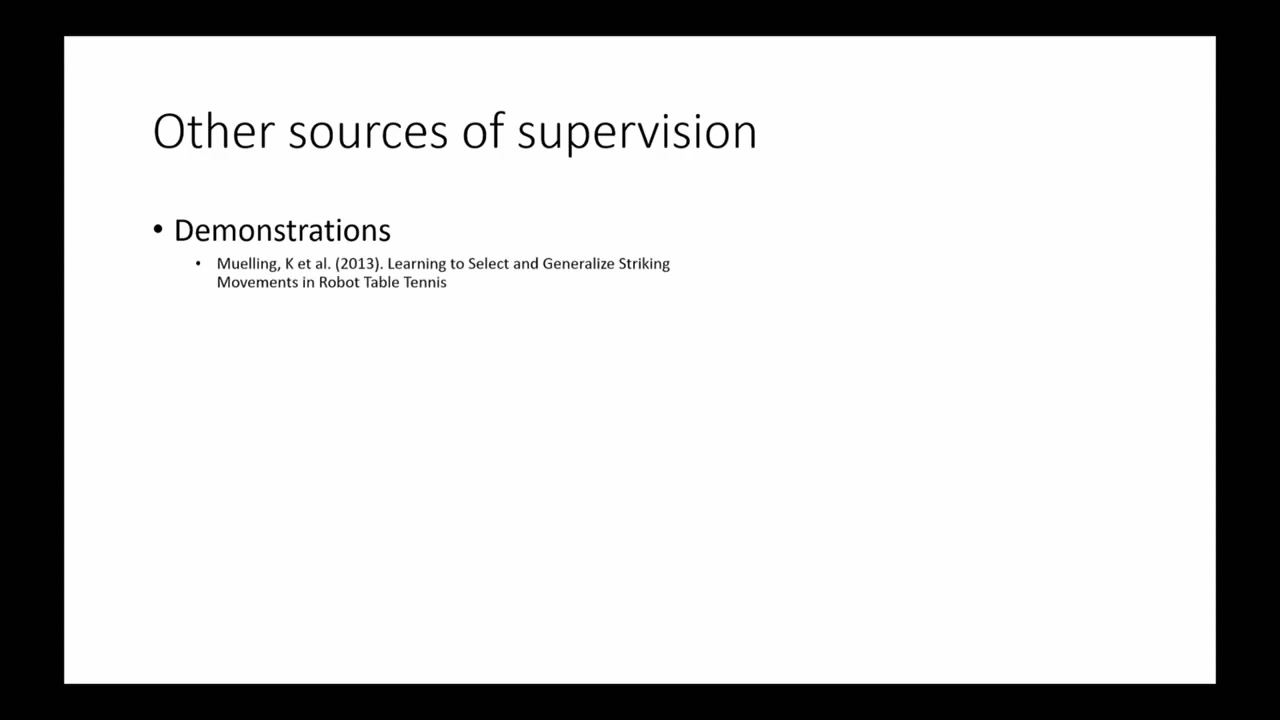 Other sources of supervision
• Demonstrations
• Muelling, K et al. (2013). Learning to Select and Generalize Striking
Movements in Robot Table Tennis